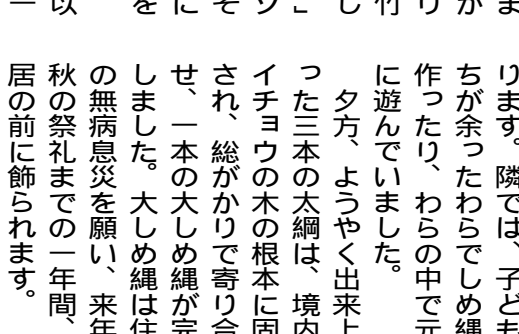 ります。隣では、子ども
ちが余ったわらでしめ縄
作ったり、わらの中で元
に遊んでいました。
夕方、ようやく出来上
った三本の太綱は、境内
イチョウの木の根本に固
され、総がかりで寄り合
せ、一本の大しめ縄が完
しました。大しめ縄は住
の無病息災を願い、来年
秋の祭礼までの一年間、
居の前に飾られます。